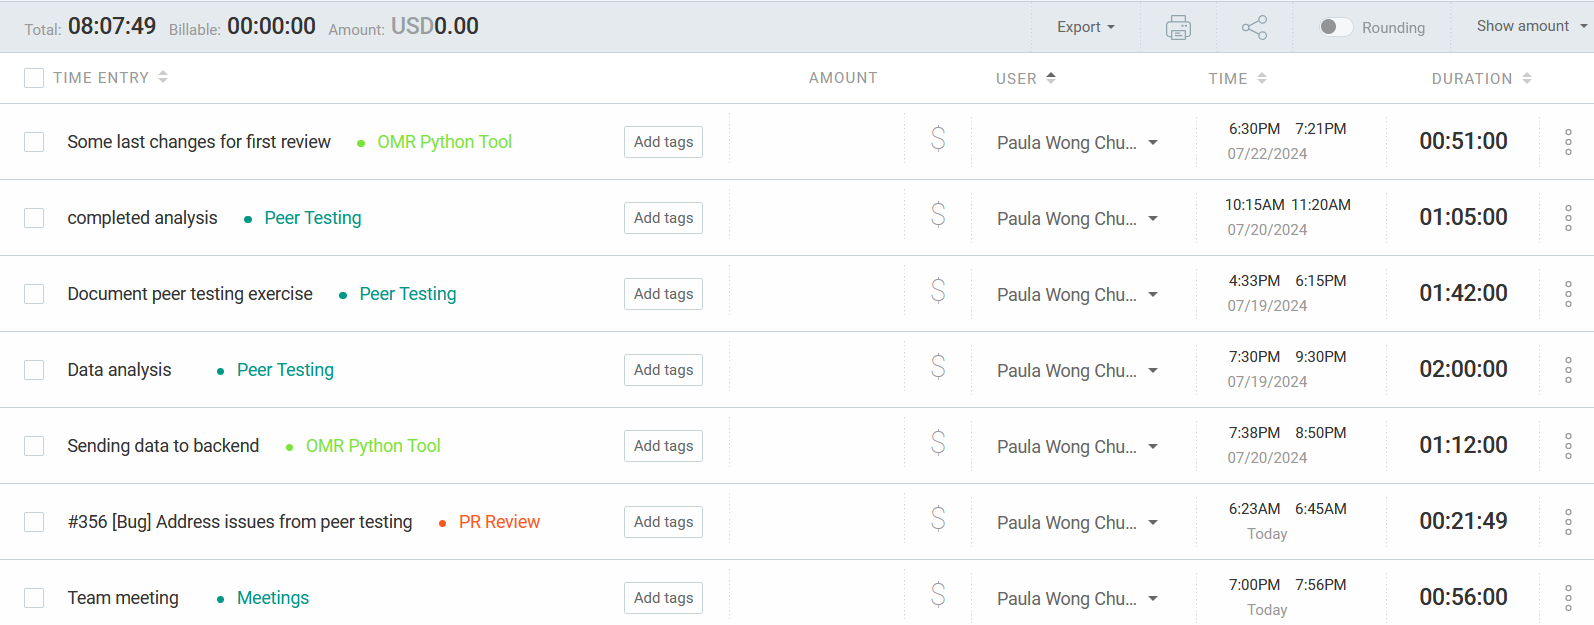 Total: 08:07:49 Billable: 00:00:00 Amount: USD0.00 Export Rounding Show amount
TIME ENTRY AMOUNT USER TIME DURATION
Some last changes for first review • OMR Python Tool Add tags $ Paula Wong Chu... 6:30PM 7:21PM 00:51:00
07/22/2024
completed analysis • Peer Testing Add tags $ Paula Wong Chu... 10:15AM 11:20AM 01:05:00
07/20/2024
Document peer testing exercise • Peer Testing Add tags $ Paula Wong Chu... 4:33PM 6:15PM 01:42:00
07/19/2024
Data analysis • Peer Testing Add tags $ Paula Wong Chu... 7:30PM 9:30PM 02:00:00
07/19/2024
Sending data to backend • OMR Python Tool Add tags $ Paula Wong Chu... 7:38PM 8:50PM 01:12:00
07/20/2024
#356 [Bug] Address issues from peer testing • PR Review Add tags $ Paula Wong Chu... 6:23AM 6:45AM 00:21:49
Today
Team meeting • Meetings Add tags $ Paula Wong Chu... 7:00PM 7:56PM 00:56:00
Today